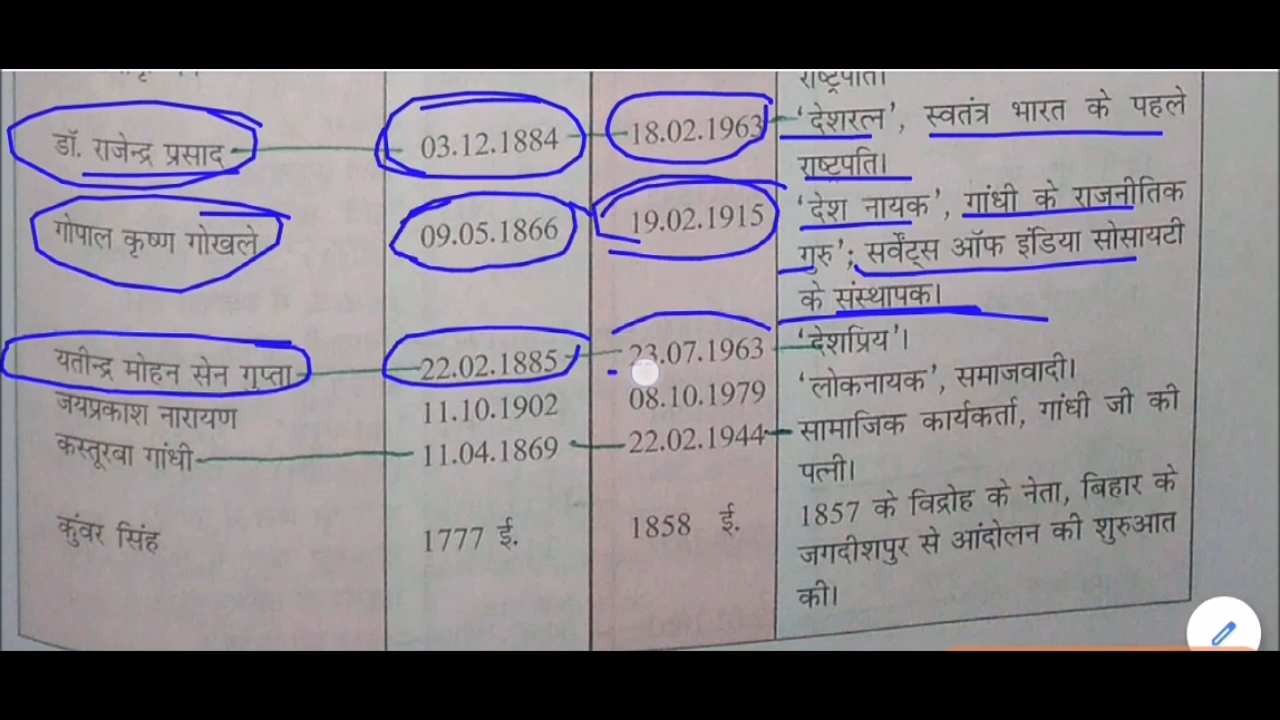 राष्ट्रपति।
डॉ. राजेन्द्र प्रसाद 03.12.1884 18.02.1963 'देशरत्न', स्वतंत्र भारत के पहले
राष्ट्रपति।
गोपाल कृष्ण गोखले 09.05.1866 19.02.1915 'देश नायक', गांधी के राजनीतिक
गुरु'; सर्वेंट्स ऑफ इंडिया सोसायटी
के संस्थापक।
यतीन्द्र मोहन सेन गुप्ता 22.02.1885 23.07.1963 'देशप्रिय'।
जयप्रकाश नारायण 11.10.1902 08.10.1979 'लोकनायक', समाजवादी।
कस्तूरबा गांधी 11.04.1869 22.02.1944 सामाजिक कार्यकर्ता, गांधी जी की
पत्नी।
कुंवर सिंह 1777 ई. 1858 ई. 1857 के विद्रोह के नेता, बिहार के
जगदीशपुर से आंदोलन की शुरुआत
की।